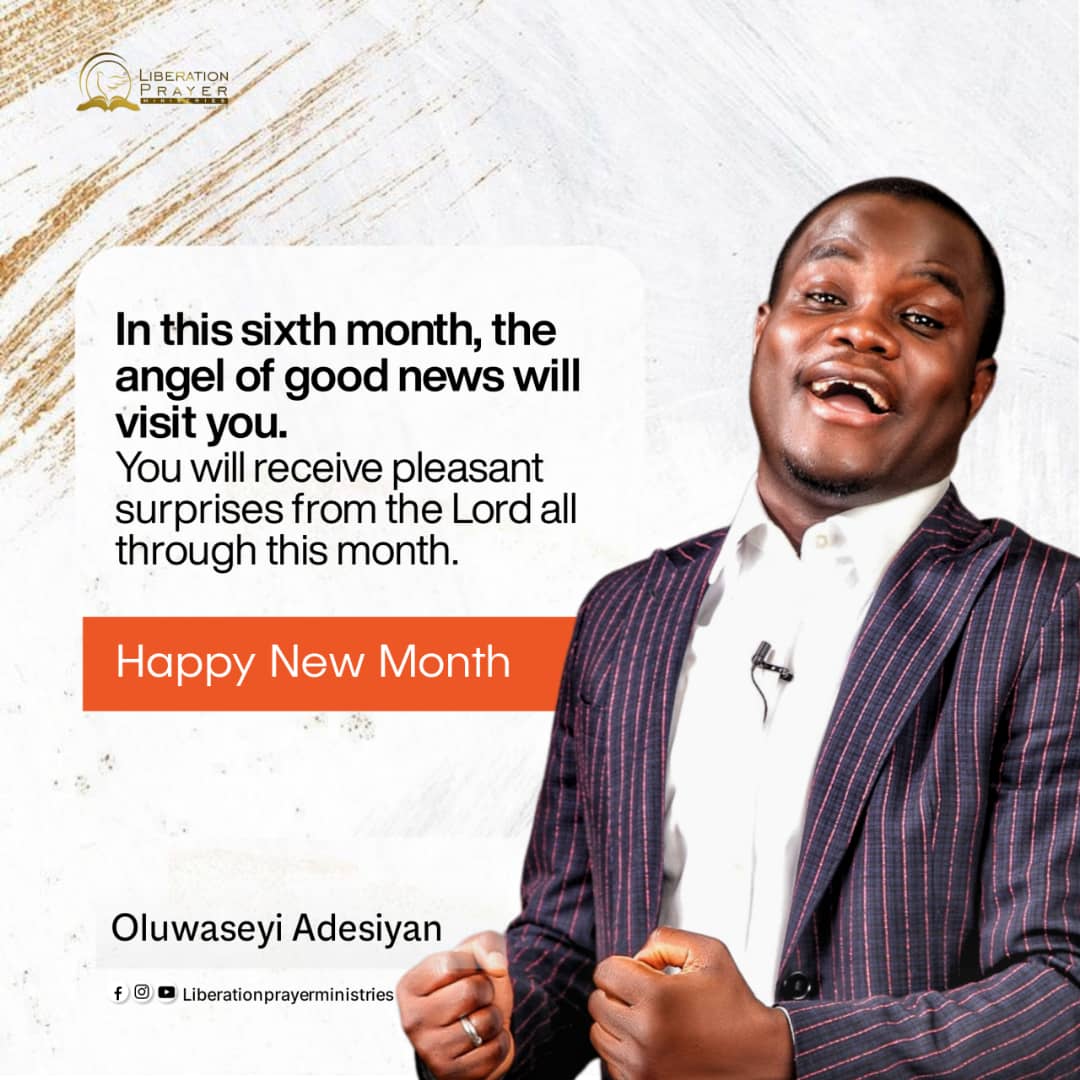 LIBERATION
PRAYER
MINISTRIES
In this sixth month, the
angel of good news will
visit you.
You will receive pleasant
surprises from the Lord all
through this month.
Happy New Month
Oluwaseyi Adesiyan
Liberationprayerministries